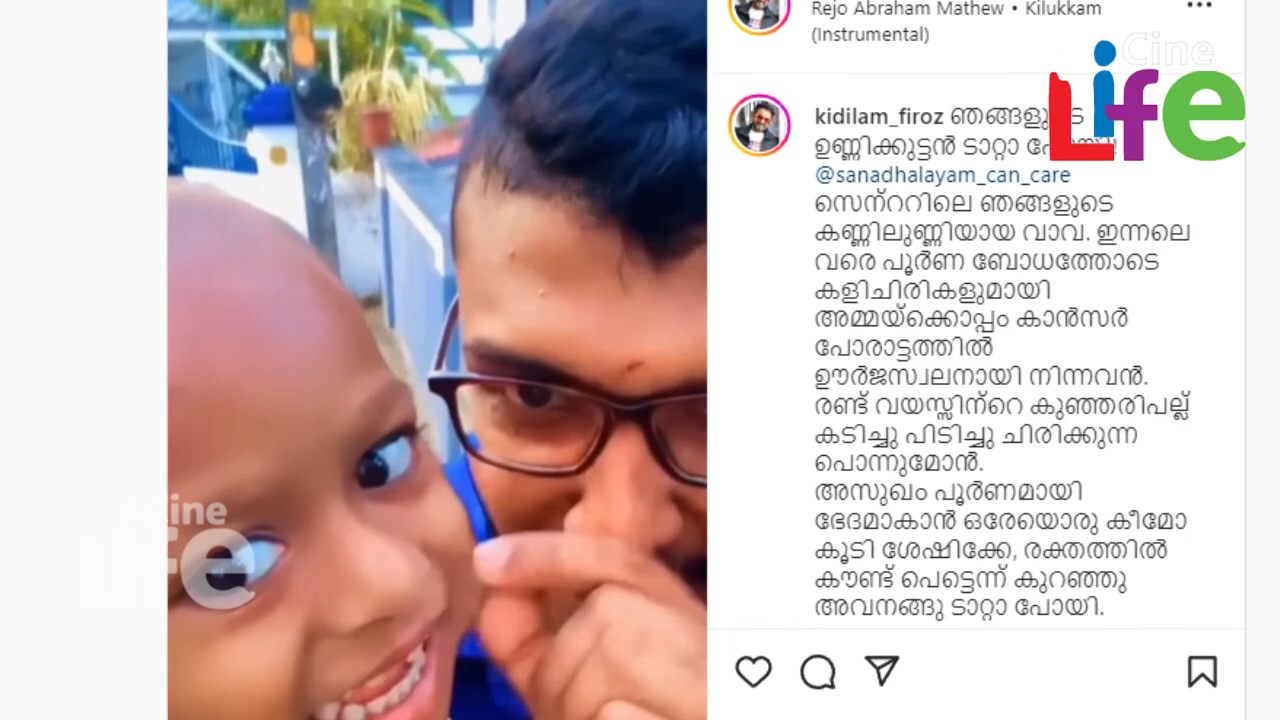 Rejo Abraham Mathew • Kilukkam
(Instrumental)
Cine
LiFe
kidilam_firoz ഞങ്ങളുടെ
ഉണ്ണിക്കുട്ടൻ ടാറ്റാ
@sanadhalayam_can_care
സെന്ററിലെ ഞങ്ങളുടെ
കണ്ണിലുണ്ണിയായ വാവ. ഇന്നലെ
വരെ പൂർണ ബോധത്തോടെ
കളിചിരികളുമായി
അമ്മയ്ക്കൊപ്പം കാൻസർ
പോരാട്ടത്തിൽ
ഊർജസ്വലനായി നിന്നവൻ.
രണ്ട് വയസ്സിന്റെ കുഞ്ഞരിപല്ല്
കടിച്ചു പിടിച്ചു ചിരിക്കുന്ന
പൊന്നുമോൻ.
അസുഖം പൂർണമായി
ഭേദമാകാൻ ഒരേയൊരു കീമോ
കൂടി ശേഷിക്കേ, രക്തത്തിൽ
കൗണ്ട് പെട്ടെന്ന് കുറഞ്ഞു
അവനങ്ങു ടാറ്റാ പോയി.
Cine
Life